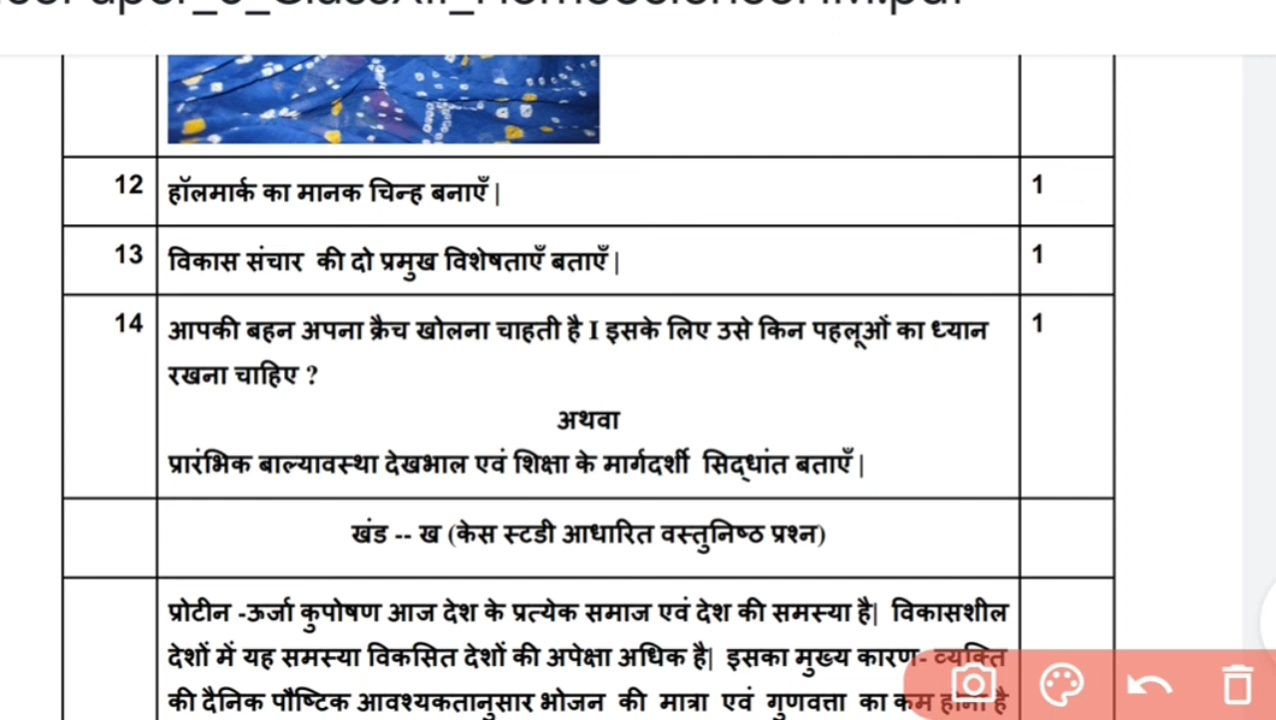 12 हॉलमार्क का मानक चिन्ह बनाएँ | 1
13 विकास संचार की दो प्रमुख विशेषताएँ बताएँ | 1
14 आपकी बहन अपना क्रैच खोलना चाहती है I इसके लिए उसे किन पहलूओं का ध्यान 1
रखना चाहिए ?
अथवा
प्रारंभिक बाल्यावस्था देखभाल एवं शिक्षा के मार्गदर्शी सिद्धांत बताएँ |
खंड -- ख (केस स्टडी आधारित वस्तुनिष्ठ प्रश्न)
प्रोटीन -ऊर्जा कुपोषण आज देश के प्रत्येक समाज एवं देश की समस्या है| विकासशील
देशों में यह समस्या विकसित देशों की अपेक्षा अधिक है| इसका मुख्य कारण- व्यक्ति
की दैनिक पौष्टिक आवश्यकतानुसार भोजन की मात्रा एवं गुणवत्ता का कम होना है